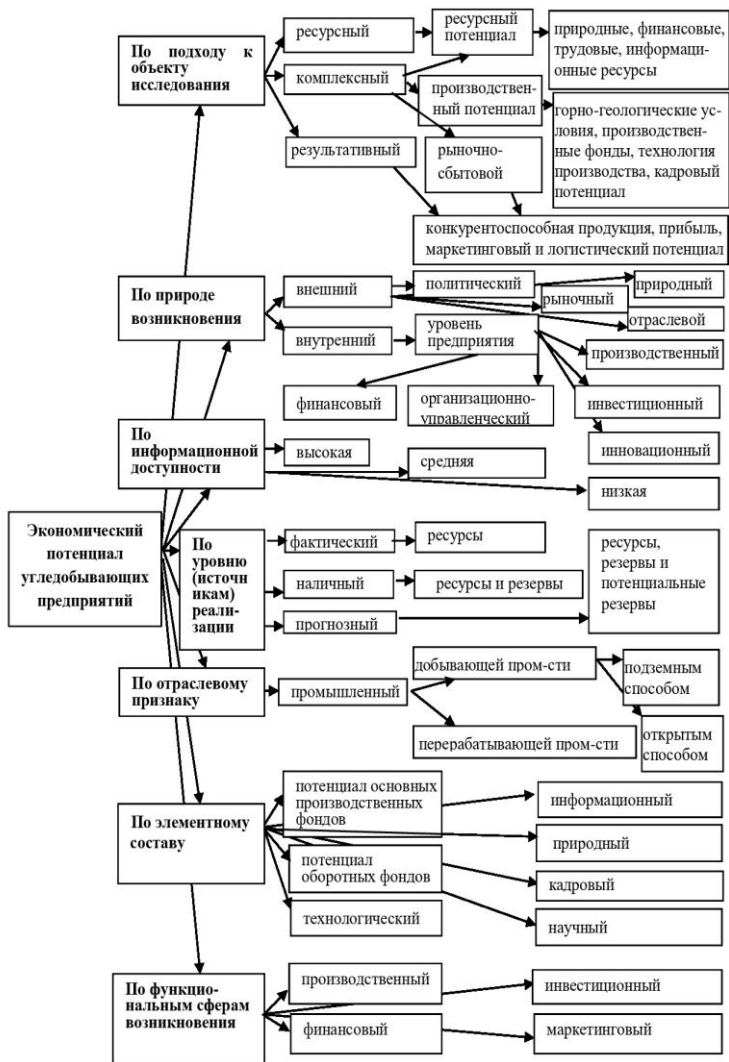 По подходу к
объекту
исследования
ресурсный
ресурсный
потенциал
природные, финансовые,
трудовые, информаци-
онные ресурсы
комплексный
производствен-
ный потенциал
горно-геологические ус-
ловия, производствен-
ные фонды, технология
производства, кадровый
потенциал
результативный
рыночно-
сбытовой
конкурентоспособная продукция, прибыль,
маркетинговый и логистический потенциал
По природе
возникновения
внешний
политический
природный
рыночный
отраслевой
внутренний
уровень
предприятия
производственный
финансовый
организационно-
управленческий
инвестиционный
инновационный
По
информационной
доступности
высокая
средняя
низкая
Экономический
потенциал
угледобывающих
предприятий
По
уровню
(источ
никам)
реали-
зации
фактический
ресурсы
ресурсы,
резервы и
потенциальные
резервы
наличный
ресурсы и резервы
прогнозный
По отраслевому
признаку
промышленный
добывающей пром-сти
подземным
способом
перерабатывающей пром-сти
открытым
способом
По элементному
составу
потенциал основных
производственных
фондов
информационный
природный
потенциал
оборотных фондов
кадровый
технологический
научный
По функцио-
нальным сферам
возникновения
производственный
инвестиционный
финансовый
маркетинговый